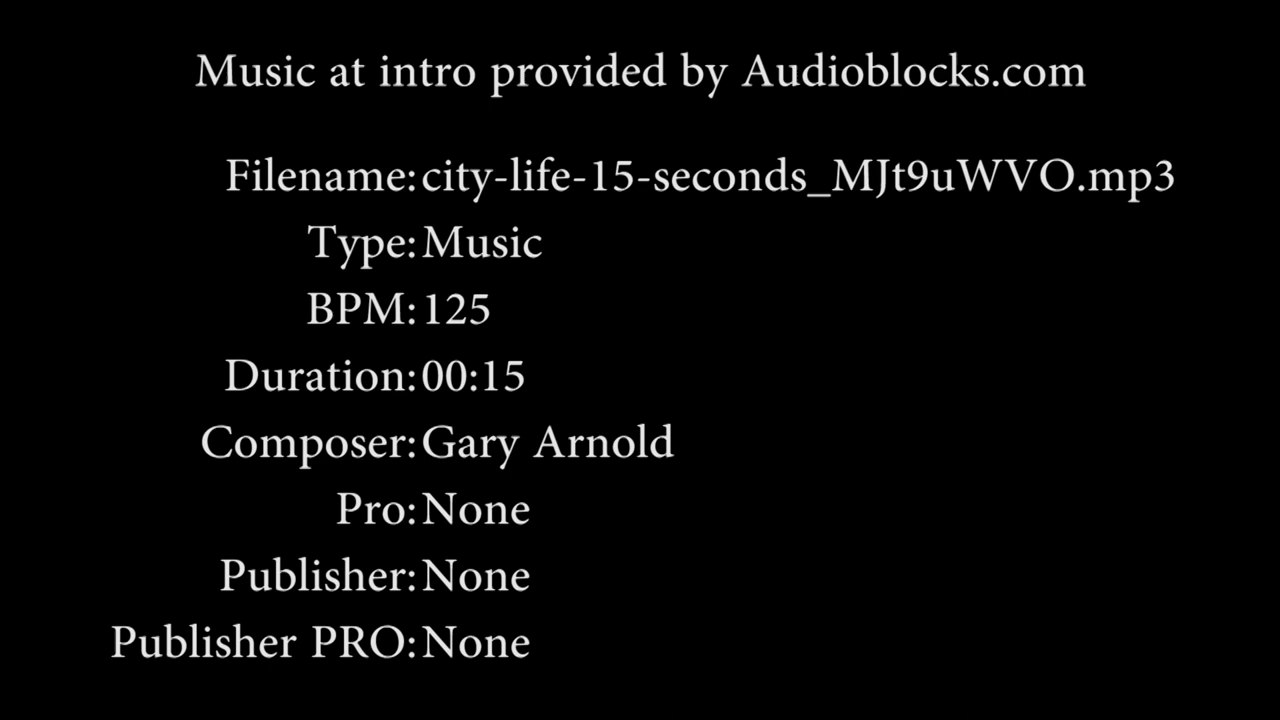 Music at intro provided by Audioblocks.com
Filename: city-life-15-seconds_MJt9uWVO.mp3
Type: Music
BPM: 125
Duration: 00:15
Composer: Gary Arnold
Pro: None
Publisher: None
Publisher PRO: None